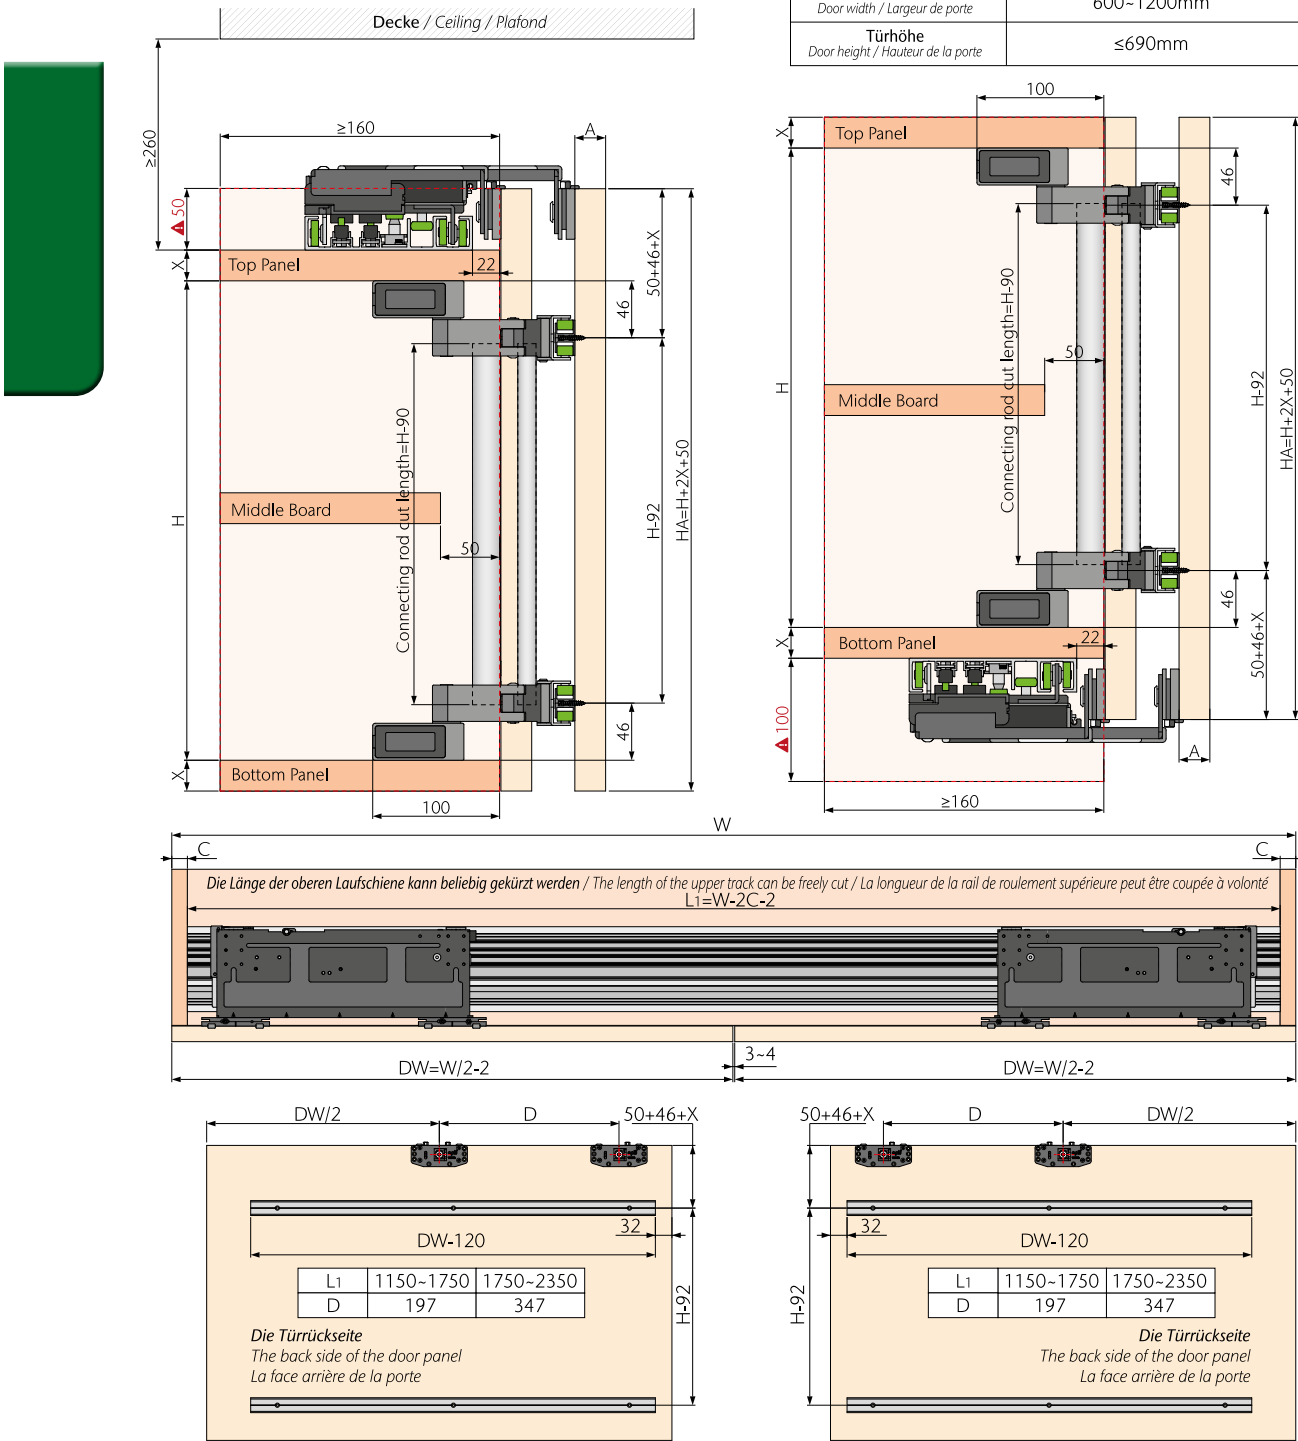 Decke / Ceiling / Plafond
Door width / Largeur de porte
600~1200mm
Türhöhe
Door height / Hauteur de la porte
≤690mm
≥260
≥160
A
50
X
Top Panel
22
46
50+46+X
H
Connecting rod cut length=H-90
Middle Board
50
H-92
HA=H+2X+50
46
X
Bottom Panel
100
100
X
Top Panel
46
H
Connecting rod cut length=H-90
50
Middle Board
H-92
HA=H+2X+50
46
X
Bottom Panel
22
50+46+X
100
A
≥160
W
C
C
Die Länge der oberen Laufschiene kann beliebig gekürzt werden / The length of the upper track can be freely cut / La longueur de la rail de roulement supérieure peut être coupée à volonté
L1=W-2C-2
3~4
DW=W/2-2
DW=W/2-2
DW/2
D
50+46+X
32
DW-120
L1 1150~1750 1750~2350
D 197 347
H-92
Die Türrückseite
The back side of the door panel
La face arrière de la porte
50+46+X
D
DW/2
32
DW-120
L1 1150~1750 1750~2350
D 197 347
H-92
Die Türrückseite
The back side of the door panel
La face arrière de la porte